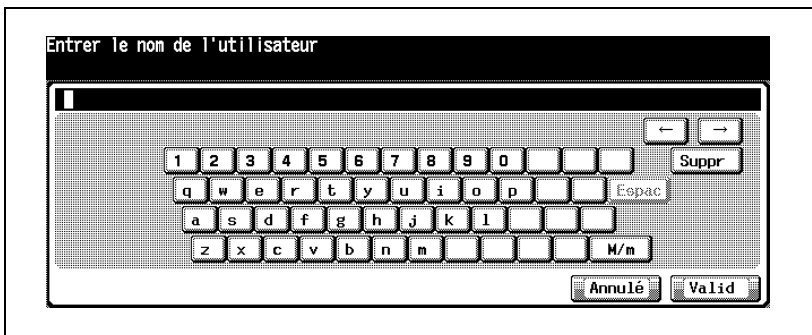 Entrer le nom de l'utilisateur
← →
1 2 3 4 5 6 7 8 9 0 Suppr
q w e r t y u i o p Espac
a s d f g h j k l
z x c v b n m M/m
Annulé Valid